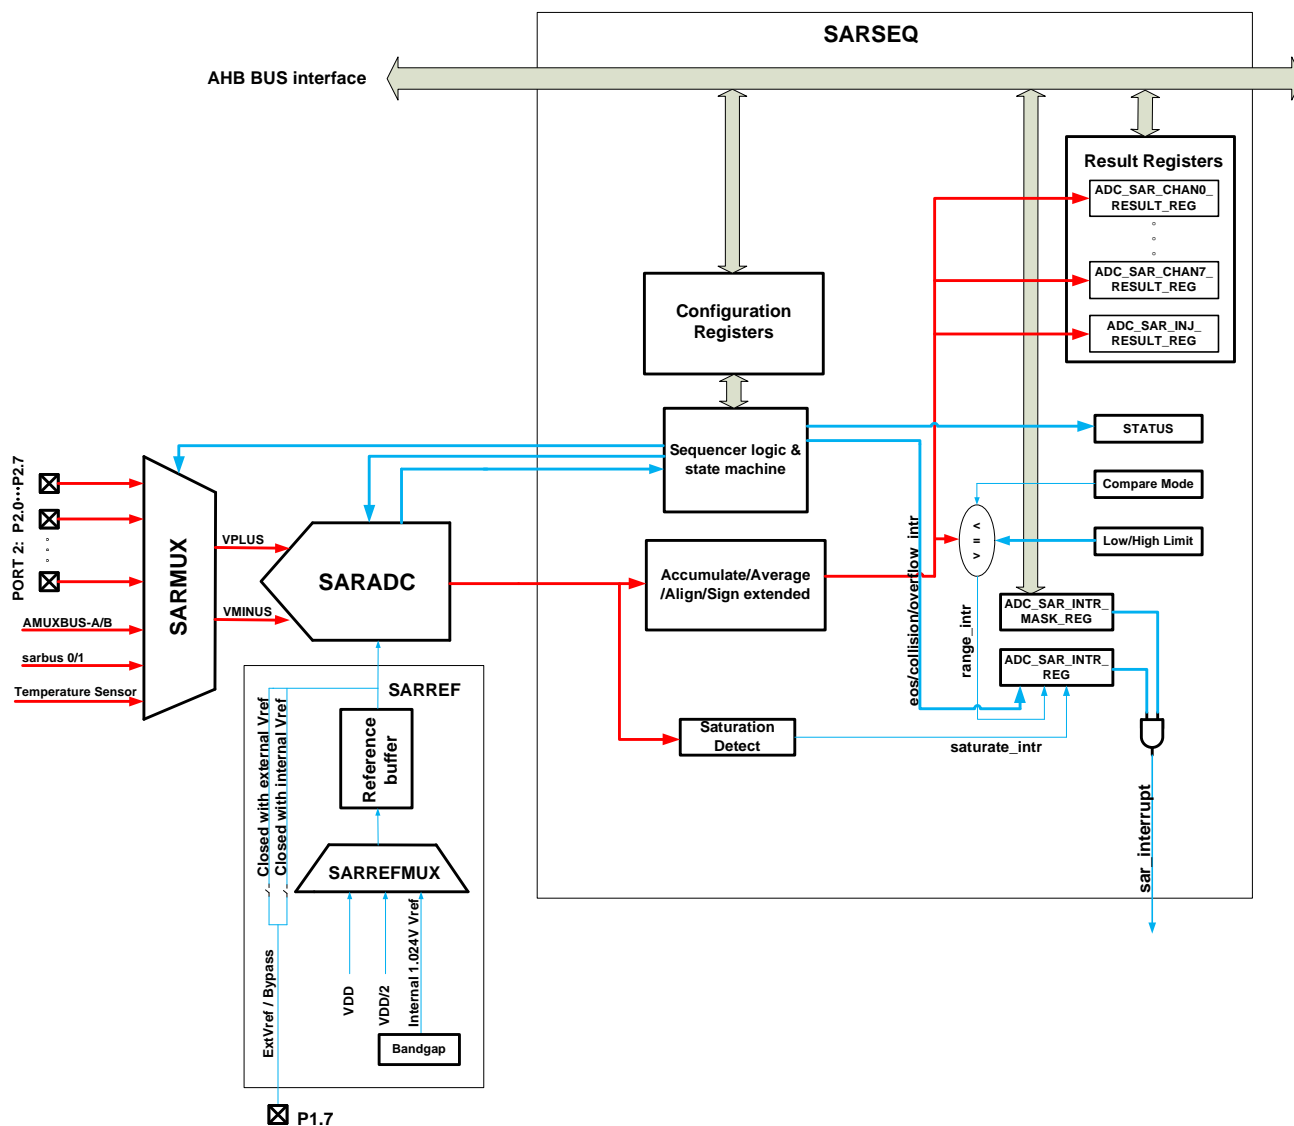 SARSEQ
AHB BUS interface
Result Registers
ADC_SAR_CHAN0_
RESULT_REG
ADC_SAR_CHAN7_
RESULT_REG
ADC_SAR_INJ_
RESULT_REG
Configuration
Registers
Sequencer logic &
state machine
STATUS
Compare Mode
Low/High Limit
< = >
eos/collision/overflow_intr
range_intr
PORT 2: P2.0···P2.7
SARMUX
VPLUS
VMINUS
SARADC
Accumulate/Average
/Align/Sign extended
ADC_SAR_INTR_
MASK_REG
ADC_SAR_INTR_
REG
AMUXBUS-A/B
sarbus 0/1
Temperature Sensor
SARREF
Saturation
Detect
saturate_intr
Closed with external Vref
Closed with internal Vref
Reference
buffer
SARREFMUX
sar_interrupt
ExtVref / Bypass
VDD
VDD/2
Internal 1.024V Vref
Bandgap
P1.7